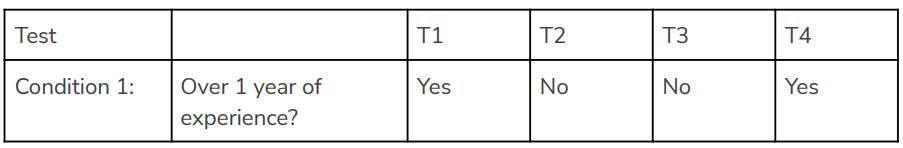 Test T1 T2 T3 T4
Condition 1: Over 1 year of Yes No No Yes
experience?